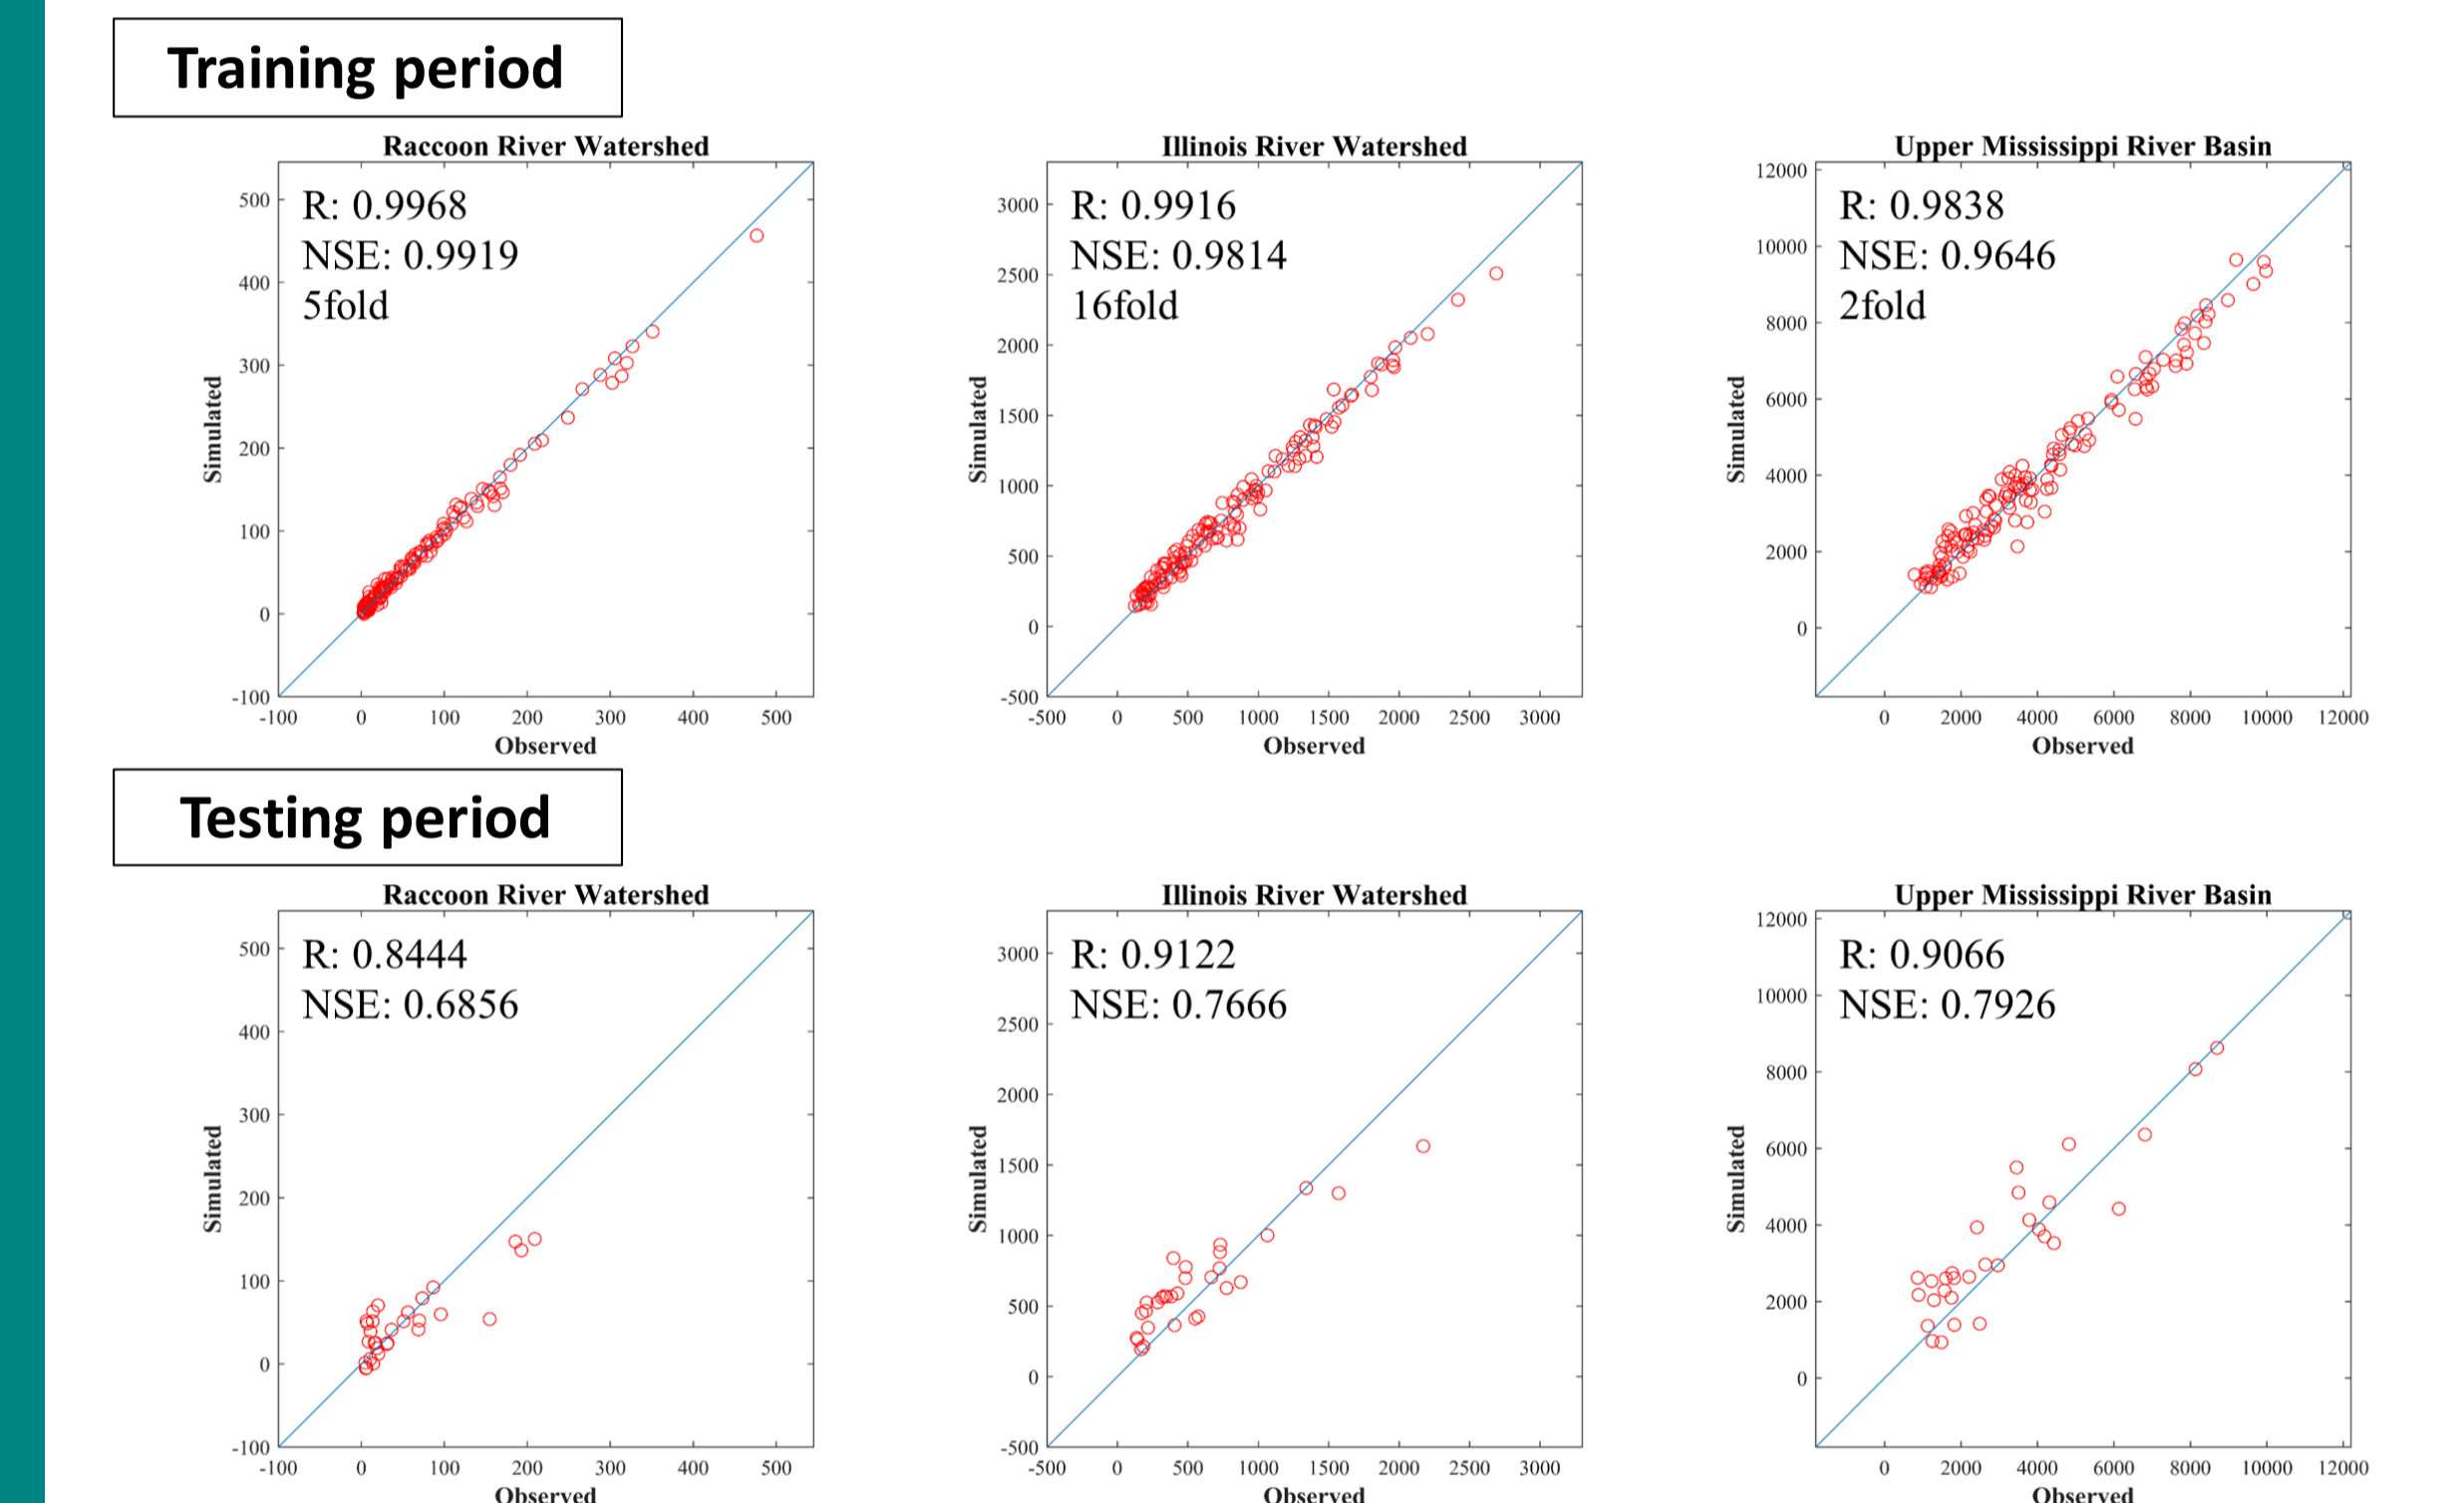 Training period
Raccoon River Watershed
R: 0.9968
NSE: 0.9919
5fold
500
400
300
200
100
0
-100
Simulated
-100 0 100 200 300 400 500
Observed
Illinois River Watershed
R: 0.9916
NSE: 0.9814
16fold
3000
2500
2000
1500
1000
500
0
-500
Simulated
-500 0 500 1000 1500 2000 2500 3000
Observed
Upper Mississippi River Basin
R: 0.9838
NSE: 0.9646
2fold
12000
10000
8000
6000
4000
2000
0
Simulated
0 2000 4000 6000 8000 10000 12000
Observed
Testing period
Raccoon River Watershed
R: 0.8444
NSE: 0.6856
500
400
300
200
100
0
-100
Simulated
-100 0 100 200 300 400 500
Observed
Illinois River Watershed
R: 0.9122
NSE: 0.7666
3000
2500
2000
1500
1000
500
0
-500
Simulated
-500 0 500 1000 1500 2000 2500 3000
Observed
Upper Mississippi River Basin
R: 0.9066
NSE: 0.7926
12000
10000
8000
6000
4000
2000
0
Simulated
0 2000 4000 6000 8000 10000 12000
Observed